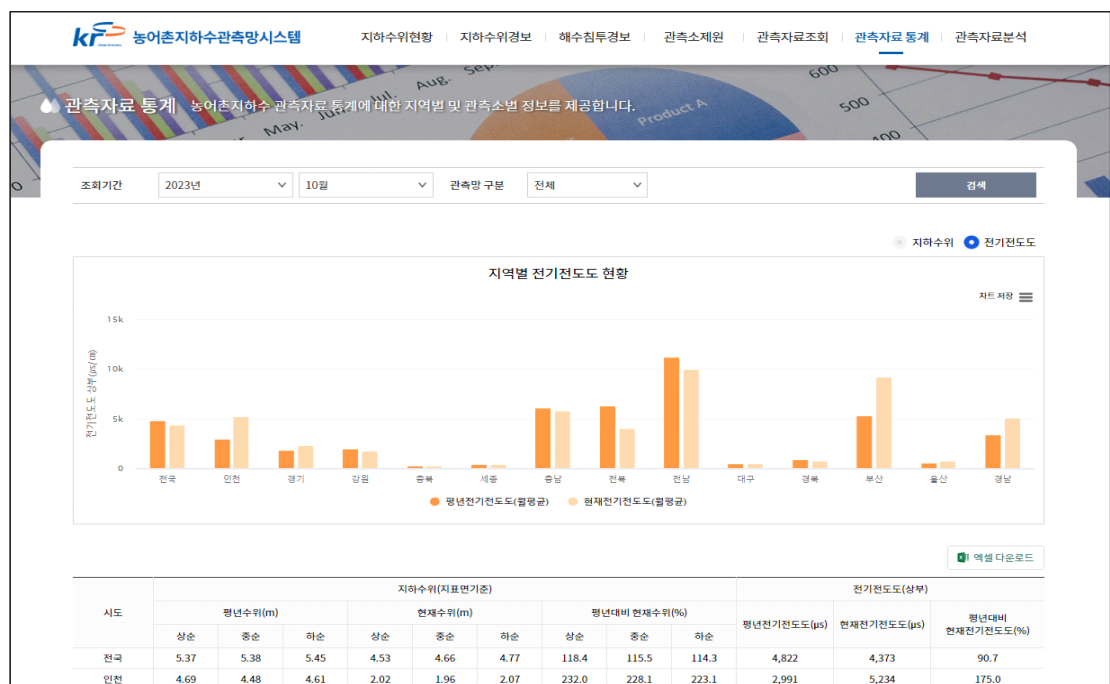 kr 농어촌지하수관측망시스템
지하수위현황 지하수위경보 해수침투경보 관측소제원 관측자료조회 관측자료 통계 관측자료분석
May. Jun. Jul. Aug. Sep.
Product A
600
500
400
0
관측자료 통계 농어촌지하수 관측자료 통계에 대한 지역별 및 관측소별 정보를 제공합니다.
조회기간 2023년 10월 관측망 구분 전체 검색
지하수위 전기전도도
지역별 전기전도도 현황
차트 저장
전기전도도 상부(μs/㎝)
15k
10k
5k
0
전국 인천 경기 강원 충북 세종 충남 전북 전남 대구 경북 부산 울산 경남
평년전기전도도(월평균) 현재전기전도도(월평균)
엑셀 다운로드
시도 지하수위(지표면기준) 전기전도도(상부)
평년수위(m) 현재수위(m) 평년대비 현재수위(%) 평년전기전도도(μs) 현재전기전도도(μs) 평년대비
현재전기전도도(%)
상순 중순 하순 상순 중순 하순 상순 중순 하순
전국 5.37 5.38 5.45 4.53 4.66 4.77 118.4 115.5 114.3 4,822 4,373 90.7
인천 4.69 4.48 4.61 2.02 1.96 2.07 232.0 228.1 223.1 2,991 5,234 175.0